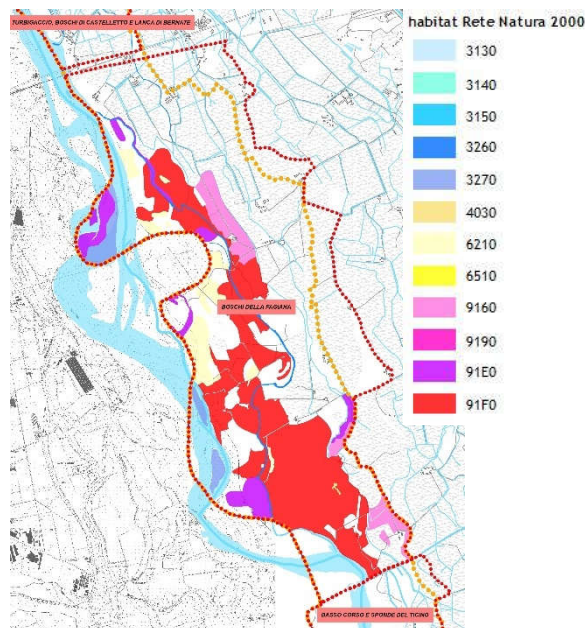 TURBIGACCIO, BOSCHI DI CASTELLETTO E LANCA DI BERNATE
habitat Rete Natura 2000
3130
3140
3150
3260
3270
4030
6210
6510
9160
9190
91E0
91F0
BOSCHI DELLA FAGIANA
BASSO CORSO E SPONDE DEL TICINO